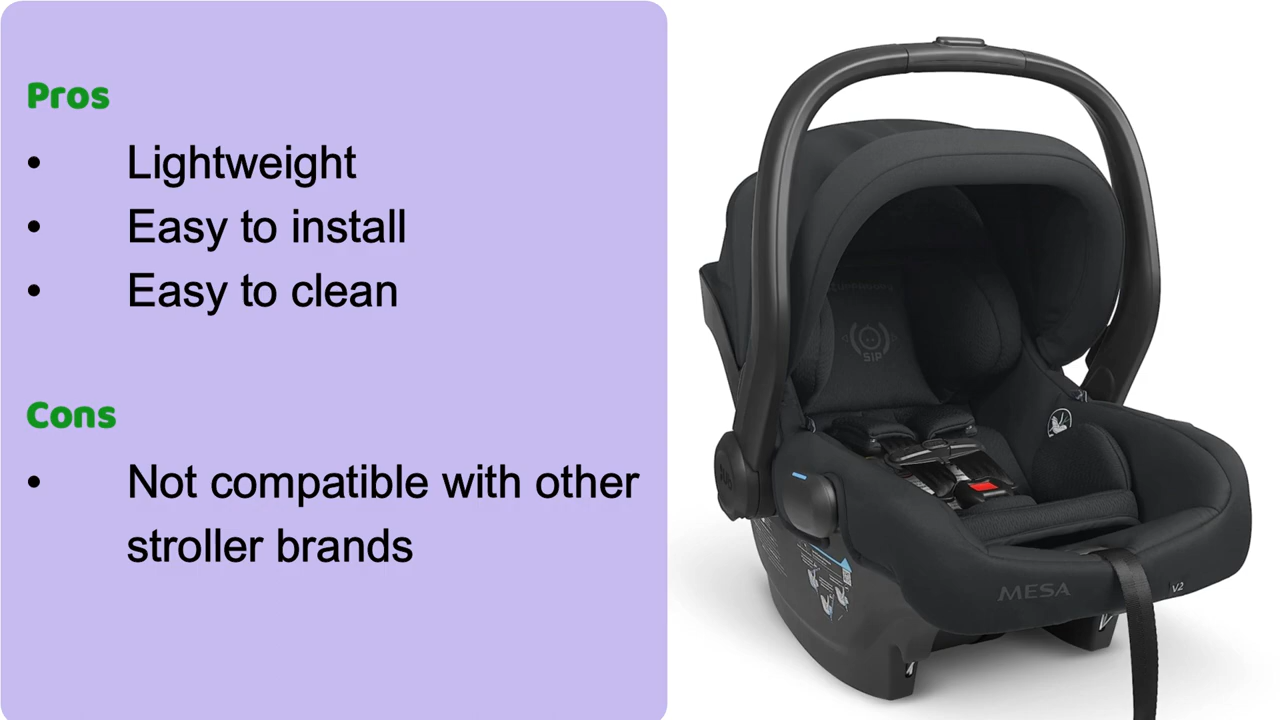 Pros
• Lightweight
• Easy to install
• Easy to clean
Cons
• Not compatible with other
stroller brands
SIP
MESA
V2